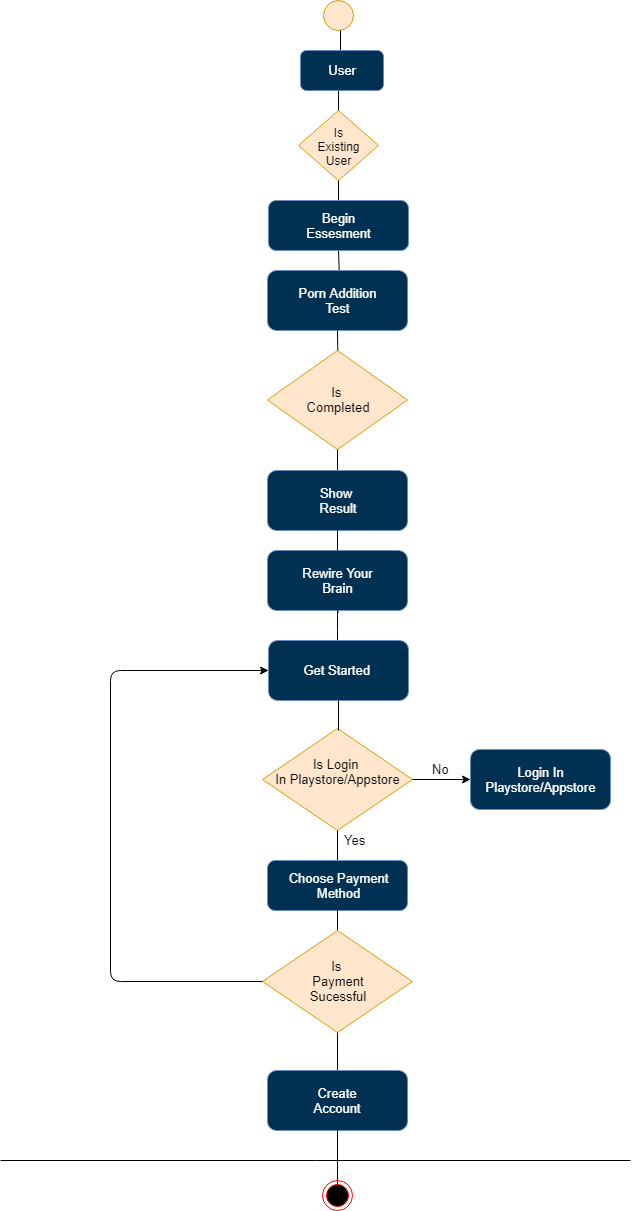 User
Is
Existing
User
Begin
Essesment
Porn Addition
Test
Is
Completed
Show
Result
Rewire Your
Brain
Get Started
Is Login
In Playstore/Appstore
No
Login In
Playstore/Appstore
Yes
Choose Payment
Method
Is
Payment
Sucessful
Create
Account